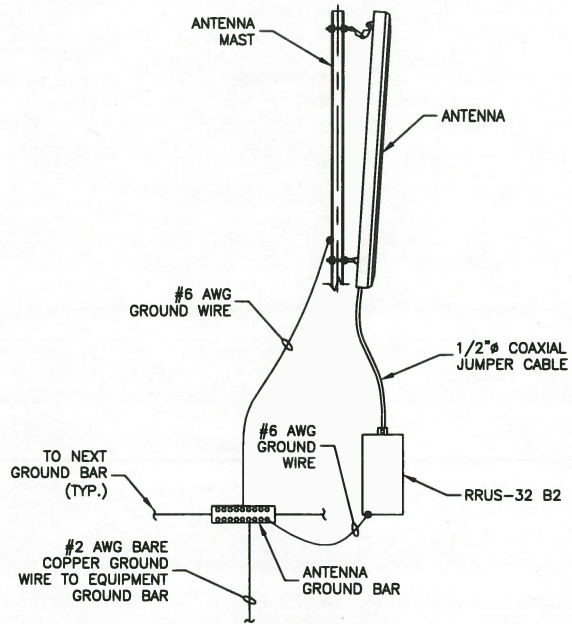 ANTENNA
MAST
ANTENNA
#6 AWG
GROUND WIRE
1/2"ø COAXIAL
JUMPER CABLE
#6 AWG
GROUND
WIRE
TO NEXT
GROUND BAR
(TYP.)
RRUS-32 B2
#2 AWG BARE
COPPER GROUND
WIRE TO EQUIPMENT
GROUND BAR
ANTENNA
GROUND BAR